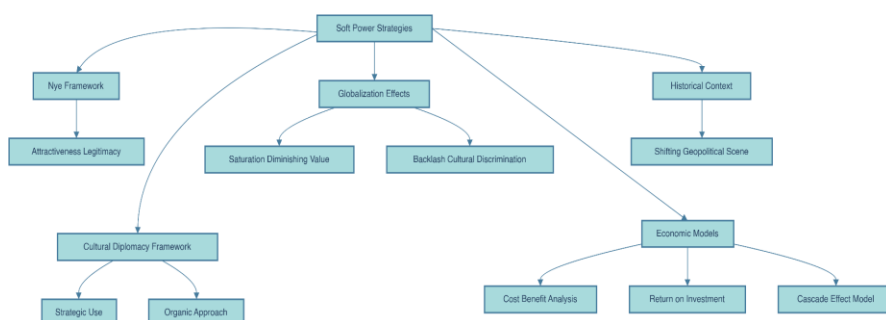 Soft Power Strategies
Nye Framework
Historical Context
Globalization Effects
Attractiveness Legitimacy
Saturation Diminishing Value
Backlash Cultural Discrimination
Shifting Geopolitical Scene
Cultural Diplomacy Framework
Economic Models
Cost Benefit Analysis
Return on Investment
Cascade Effect Model
Strategic Use
Organic Approach